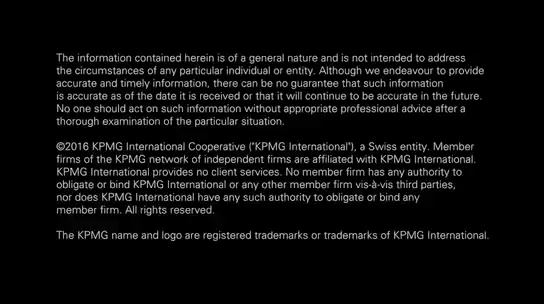 The information contained herein is of a general nature and is not intended to address
the circumstances of any particular individual or entity. Although we endeavour to provide
accurate and timely information, there can be no guarantee that such information
is accurate as of the date it is received or that it will continue to be accurate in the future.
No one should act on such information without appropriate professional advice after a
thorough examination of the particular situation.
©2016 KPMG International Cooperative ("KPMG International"), a Swiss entity. Member
firms of the KPMG network of independent firms are affiliated with KPMG International.
KPMG International provides no client services. No member firm has any authority to
obligate or bind KPMG International or any other member firm vis-à-vis third parties,
nor does KPMG International have any such authority to obligate or bind any
member firm. All rights reserved.
The KPMG name and logo are registered trademarks or trademarks of KPMG International.